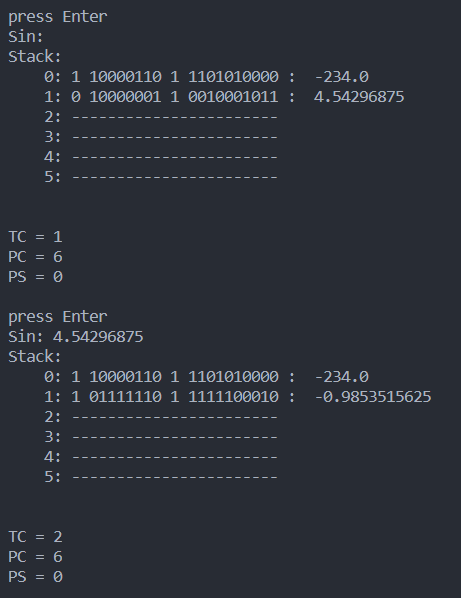 press Enter
Sin:
Stack:
0: 1 10000110 1 1101010000 : -234.0
1: 0 10000001 1 0010001011 : 4.54296875
2: -----------------------
3: -----------------------
4: -----------------------
5: -----------------------
TC = 1
PC = 6
PS = 0
press Enter
Sin: 4.54296875
Stack:
0: 1 10000110 1 1101010000 : -234.0
1: 1 01111110 1 1111100010 : -0.9853515625
2: -----------------------
3: -----------------------
4: -----------------------
5: -----------------------
TC = 2
PC = 6
PS = 0